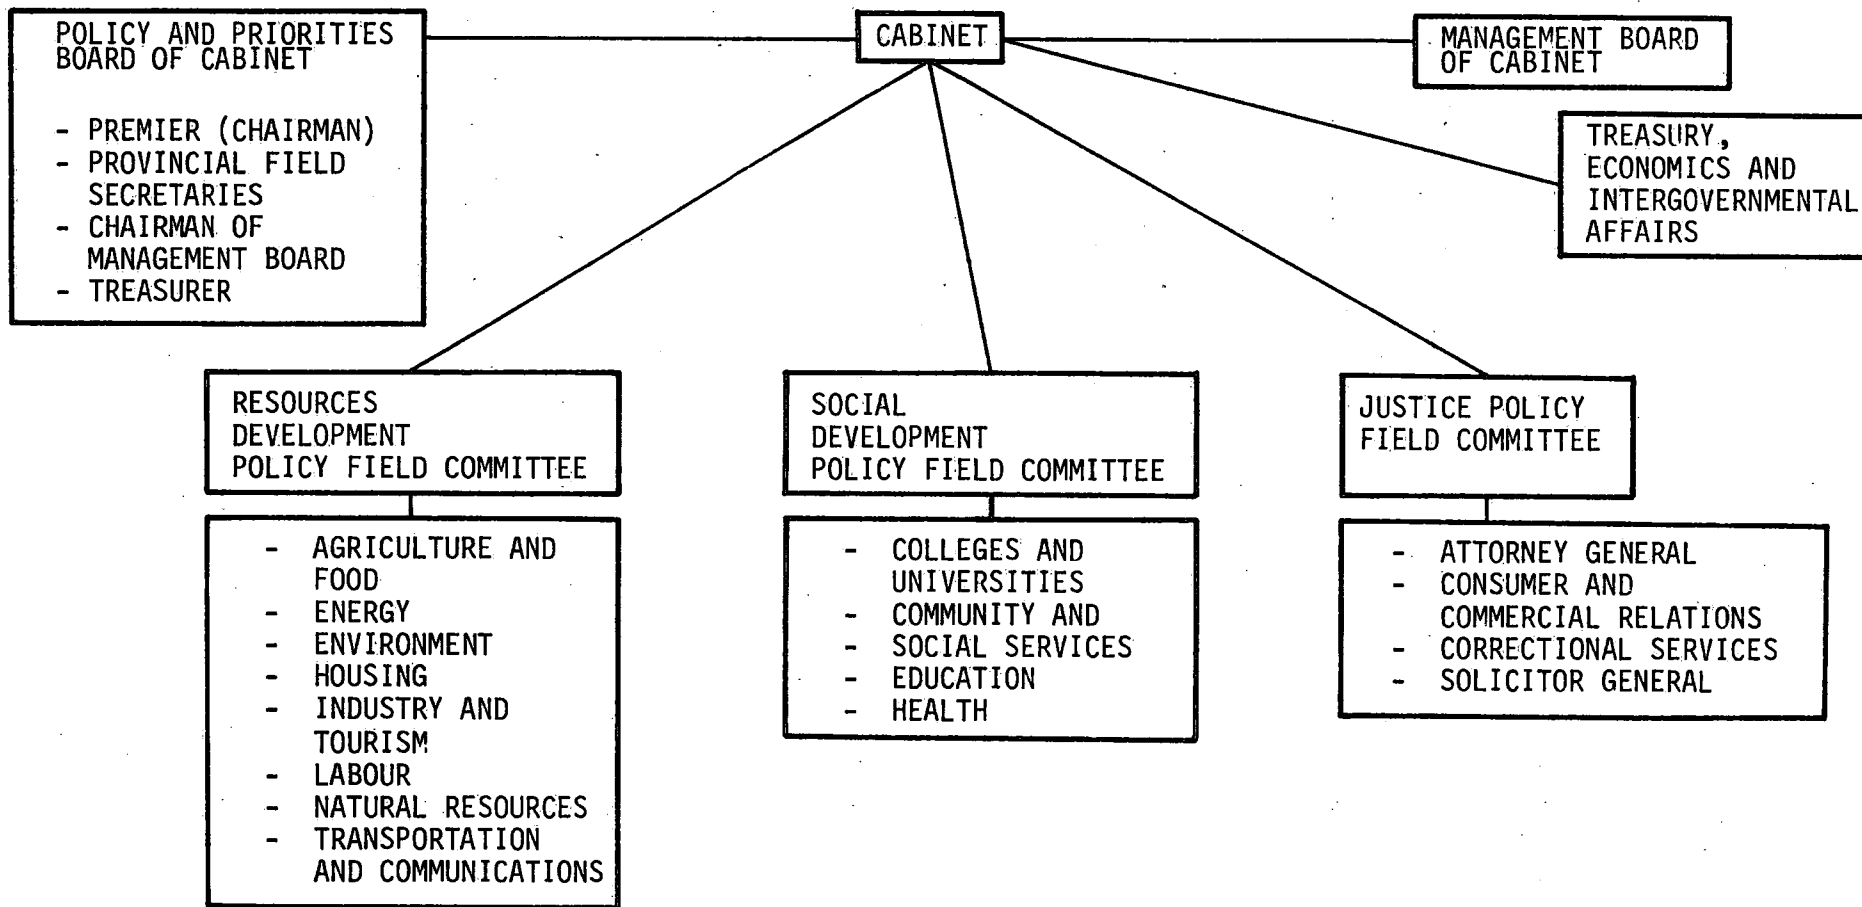 POLICY AND PRIORITIES
BOARD OF CABINET
- PREMIER (CHAIRMAN)
- PROVINCIAL FIELD
SECRETARIES
- CHAIRMAN OF
MANAGEMENT BOARD
- TREASURER
CABINET
MANAGEMENT BOARD
OF CABINET
TREASURY,
ECONOMICS AND
INTERGOVERNMENTAL
AFFAIRS
RESOURCES
DEVELOPMENT
POLICY FIELD COMMITTEE
- AGRICULTURE AND
FOOD
- ENERGY
- ENVIRONMENT
- HOUSING
- INDUSTRY AND
TOURISM
- LABOUR
- NATURAL RESOURCES
- TRANSPORTATION
AND COMMUNICATIONS
SOCIAL
DEVELOPMENT
POLICY FIELD COMMITTEE
- COLLEGES AND
UNIVERSITIES
- COMMUNITY AND
- SOCIAL SERVICES
- EDUCATION
- HEALTH
JUSTICE POLICY
FIELD COMMITTEE
- ATTORNEY GENERAL
- CONSUMER AND
COMMERCIAL RELATIONS
- CORRECTIONAL SERVICES
- SOLICITOR GENERAL